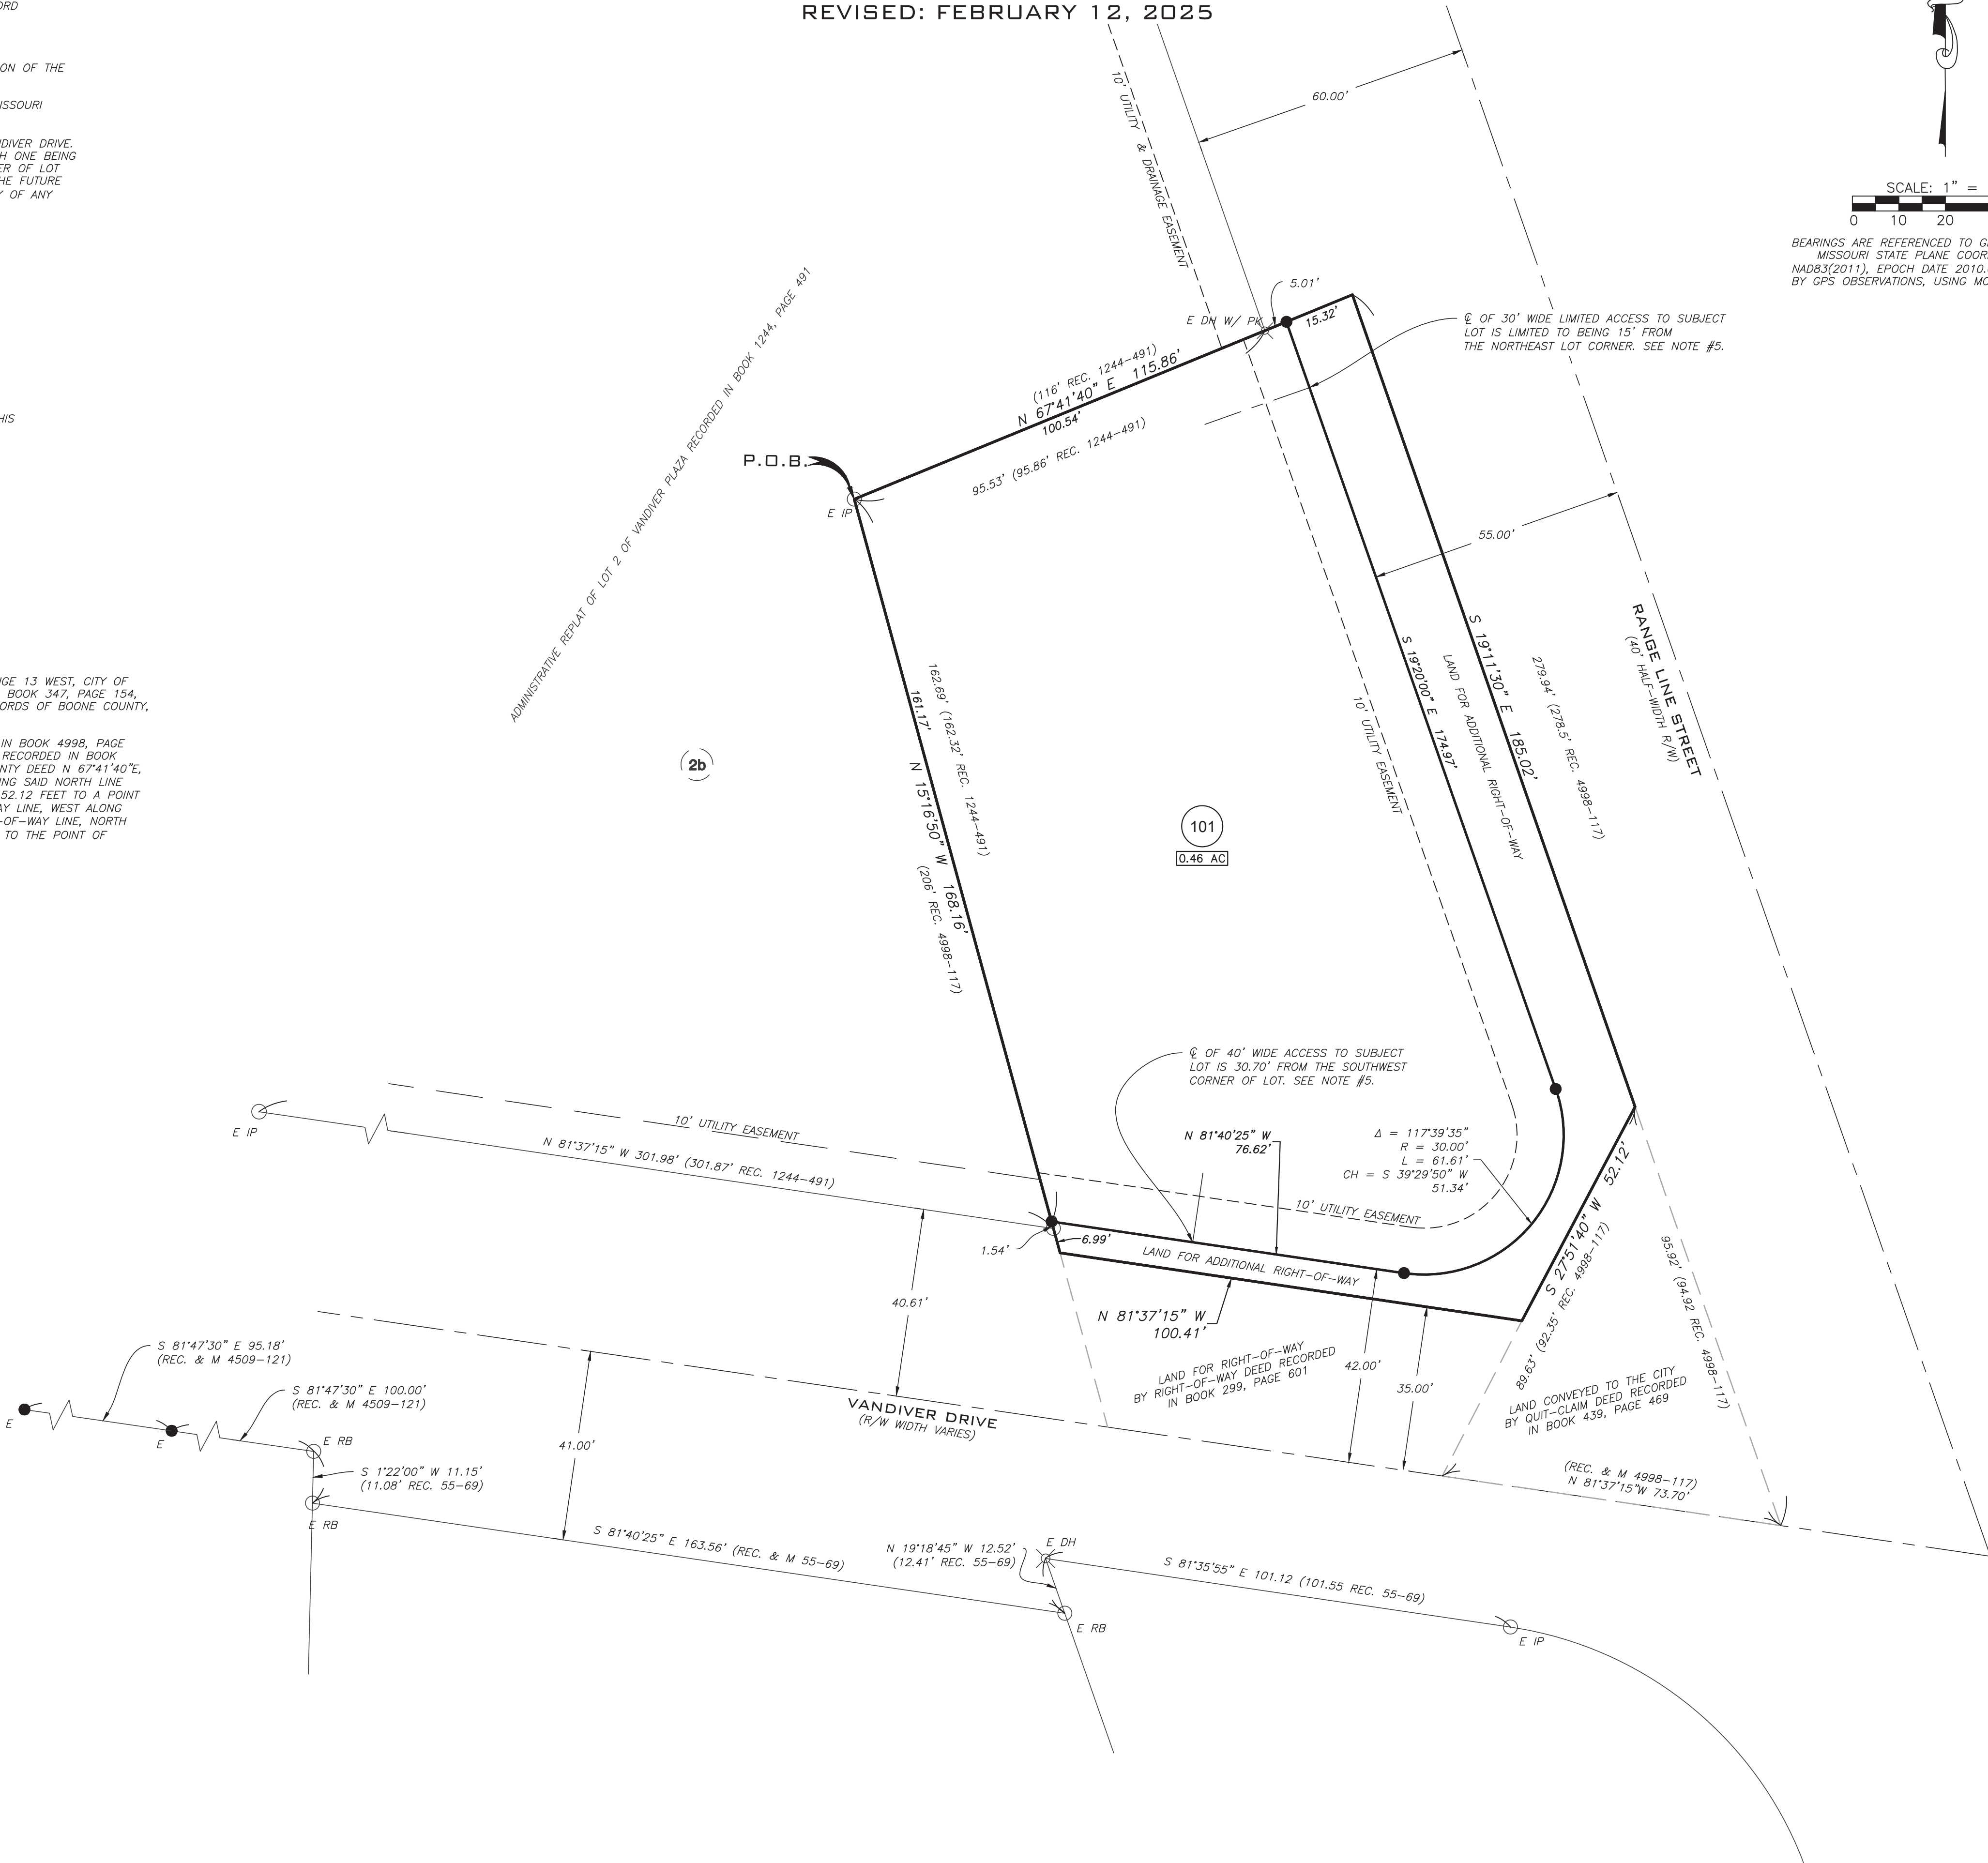 REVISED: FEBRUARY 12, 2025
ON OF THE
DIVER DRIVE.
H ONE BEING
ER OF LOT
HE FUTURE
Y OF ANY
HIS
GE 13 WEST, CITY OF
BOOK 347, PAGE 154,
ORDS OF BOONE COUNTY,
IN BOOK 4998, PAGE
RECORDED IN BOOK
NTY DEED N 67°41'40"E,
NG SAID NORTH LINE
52.12 FEET TO A POINT
AY LINE, WEST ALONG
-OF-WAY LINE, NORTH
TO THE POINT OF
SCALE: 1" =
0 10 20
BEARINGS ARE REFERENCED TO G
MISSOURI STATE PLANE COOR
NAD83(2011), EPOCH DATE 2010.
BY GPS OBSERVATIONS, USING MO
10' UTILITY & DRAINAGE EASEMENT
60.00'
5.01'
E DH W/ PK
15.32'
℄ OF 30' WIDE LIMITED ACCESS TO SUBJECT
LOT IS LIMITED TO BEING 15' FROM
THE NORTHEAST LOT CORNER. SEE NOTE #5.
(116' REC. 1244-491)
N 67°41'40" E 115.86'
100.54'
95.53' (95.86' REC. 1244-491)
P.O.B.
E IP
ADMINISTRATIVE REPLAT OF LOT 2 OF VANDIVER PLAZA RECORDED IN BOOK 1244, PAGE 491
2b
55.00'
RANGE LINE STREET
(40' HALF-WIDTH R/W)
S 19°11'30" E 185.02'
279.94' (278.5' REC. 4998-117)
S 19°20'00" E 174.97'
LAND FOR ADDITIONAL RIGHT-OF-WAY
10' UTILITY EASEMENT
162.69' (162.32' REC. 1244-491)
161.17'
N 15°16'50" W 168.16'
(206' REC. 4998-117)
101
0.46 AC
℄ OF 40' WIDE ACCESS TO SUBJECT
LOT IS 30.70' FROM THE SOUTHWEST
CORNER OF LOT. SEE NOTE #5.
E IP
10' UTILITY EASEMENT
N 81°37'15" W 301.98' (301.87' REC. 1244-491)
N 81°40'25" W
76.62'
Δ = 117°39'35"
R = 30.00'
L = 61.61'
CH = S 39°29'50" W
51.34'
10' UTILITY EASEMENT
1.54'
6.99'
LAND FOR ADDITIONAL RIGHT-OF-WAY
S 27°51'40" W 52.12'
89.63' (92.35' REC. 4998-117)
95.92' (94.92 REC. 4998-117)
40.61'
N 81°37'15" W
100.41'
LAND FOR RIGHT-OF-WAY
BY RIGHT-OF-WAY DEED RECORDED
IN BOOK 299, PAGE 601
42.00'
35.00'
LAND CONVEYED TO THE CITY
BY QUIT-CLAIM DEED RECORDED
IN BOOK 439, PAGE 469
S 81°47'30" E 95.18'
(REC. & M 4509-121)
S 81°47'30" E 100.00'
(REC. & M 4509-121)
VANDIVER DRIVE
(R/W WIDTH VARIES)
41.00'
E
E
E RB
S 1°22'00" W 11.15'
(11.08' REC. 55-69)
E RB
(REC. & M 4998-117)
N 81°37'15"W 73.70'
S 81°40'25" E 163.56' (REC. & M 55-69)
N 19°18'45" W 12.52'
(12.41' REC. 55-69)
E DH
S 81°35'55" E 101.12 (101.55 REC. 55-69)
E RB
E IP